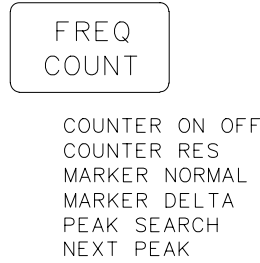 FREQ
COUNT
COUNTER ON OFF
COUNTER RES
MARKER NORMAL
MARKER DELTA
PEAK SEARCH
NEXT PEAK